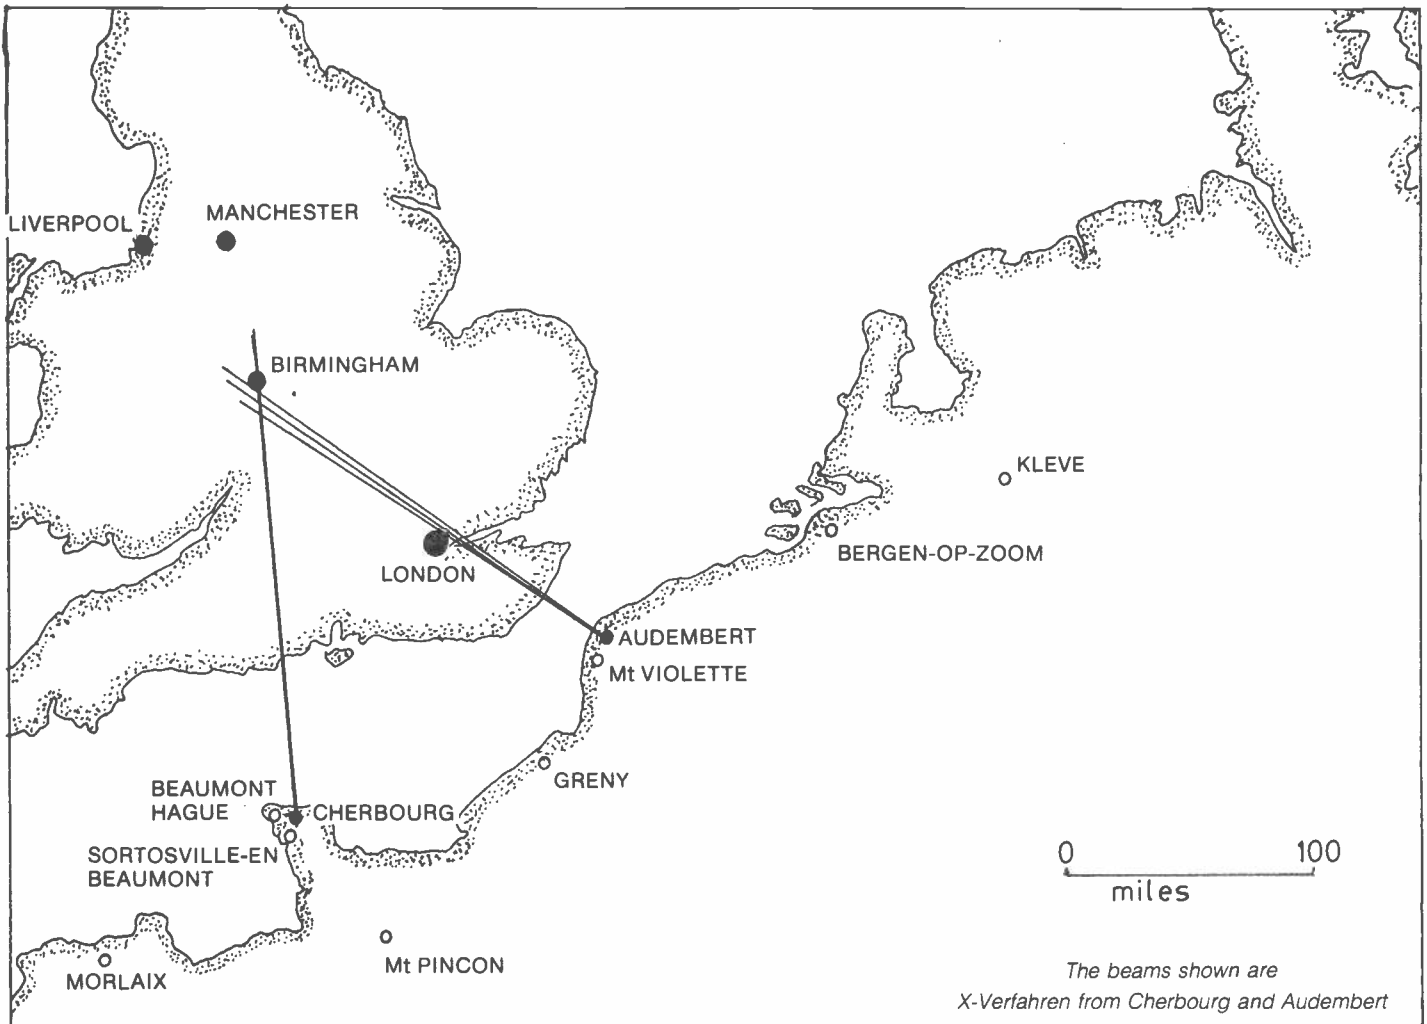 LIVERPOOL
MANCHESTER
BIRMINGHAM
KLEVE
BERGEN-OP-ZOOM
LONDON
AUDEMBERT
Mt VIOLETTE
GRENY
BEAUMONT
HAGUE
CHERBOURG
SORTOSVILLE-EN
BEAUMONT
0 100
miles
Mt PINCON
MORLAIX
The beams shown are
X-Verfahren from Cherbourg and Audembert